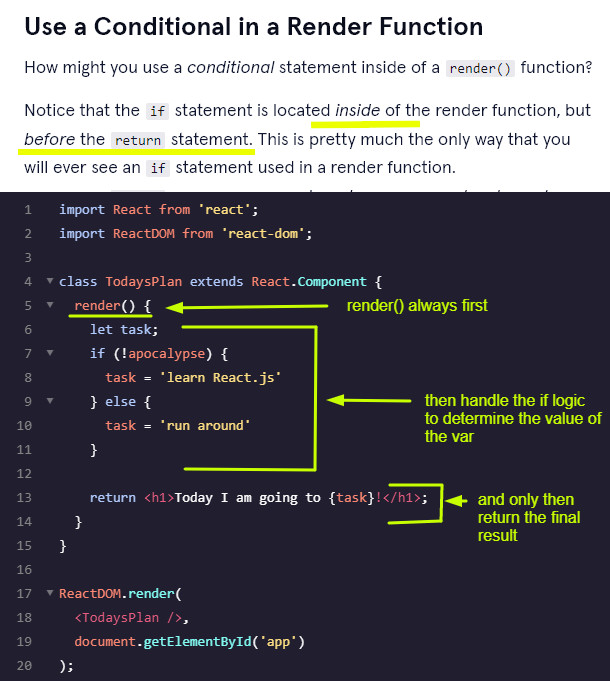 Use a Conditional in a Render Function
How might you use a conditional statement inside of a render() function?
Notice that the if statement is located inside of the render function, but
before the return statement. This is pretty much the only way that you
will ever see an if statement used in a render function.
1 import React from 'react';
2 import ReactDOM from 'react-dom';
3
4 class TodaysPlan extends React.Component {
5 render() {
render() always first
6 let task;
7 if (!apocalypse) {
8 task = 'learn React.js'
9 } else {
then handle the if logic
to determine the value of
the var
10 task = 'run around'
11 }
12
13 return <h1>Today I am going to {task}!</h1>;
and only then
return the final
result
14 }
15 }
16
17 ReactDOM.render(
18 <TodaysPlan />,
19 document.getElementById('app')
20 );